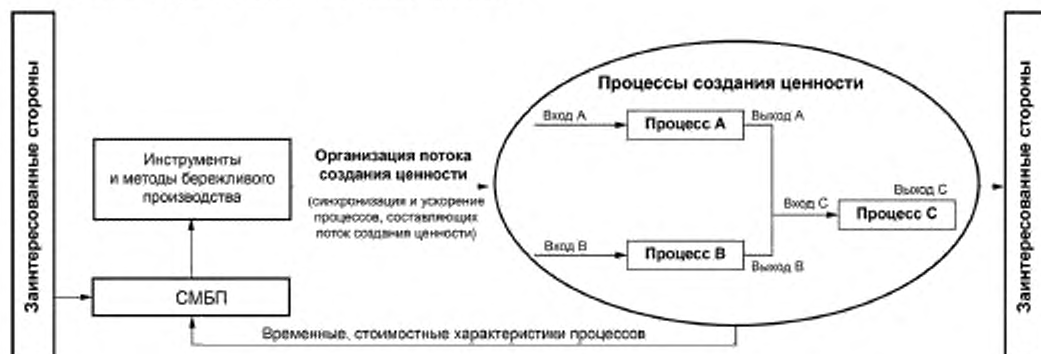 Заинтересованные стороны
Инструменты
и методы бережливого
производства
СМБП
Организация потока
создания ценности
(синхронизация и ускорение
процессов, составляющих
поток создания ценности)
Процессы создания ценности
Вход А
Процесс А
Выход А
Вход В
Процесс В
Выход В
Вход С
Процесс С
Выход С
Временные, стоимостные характеристики процессов
Заинтересованные стороны